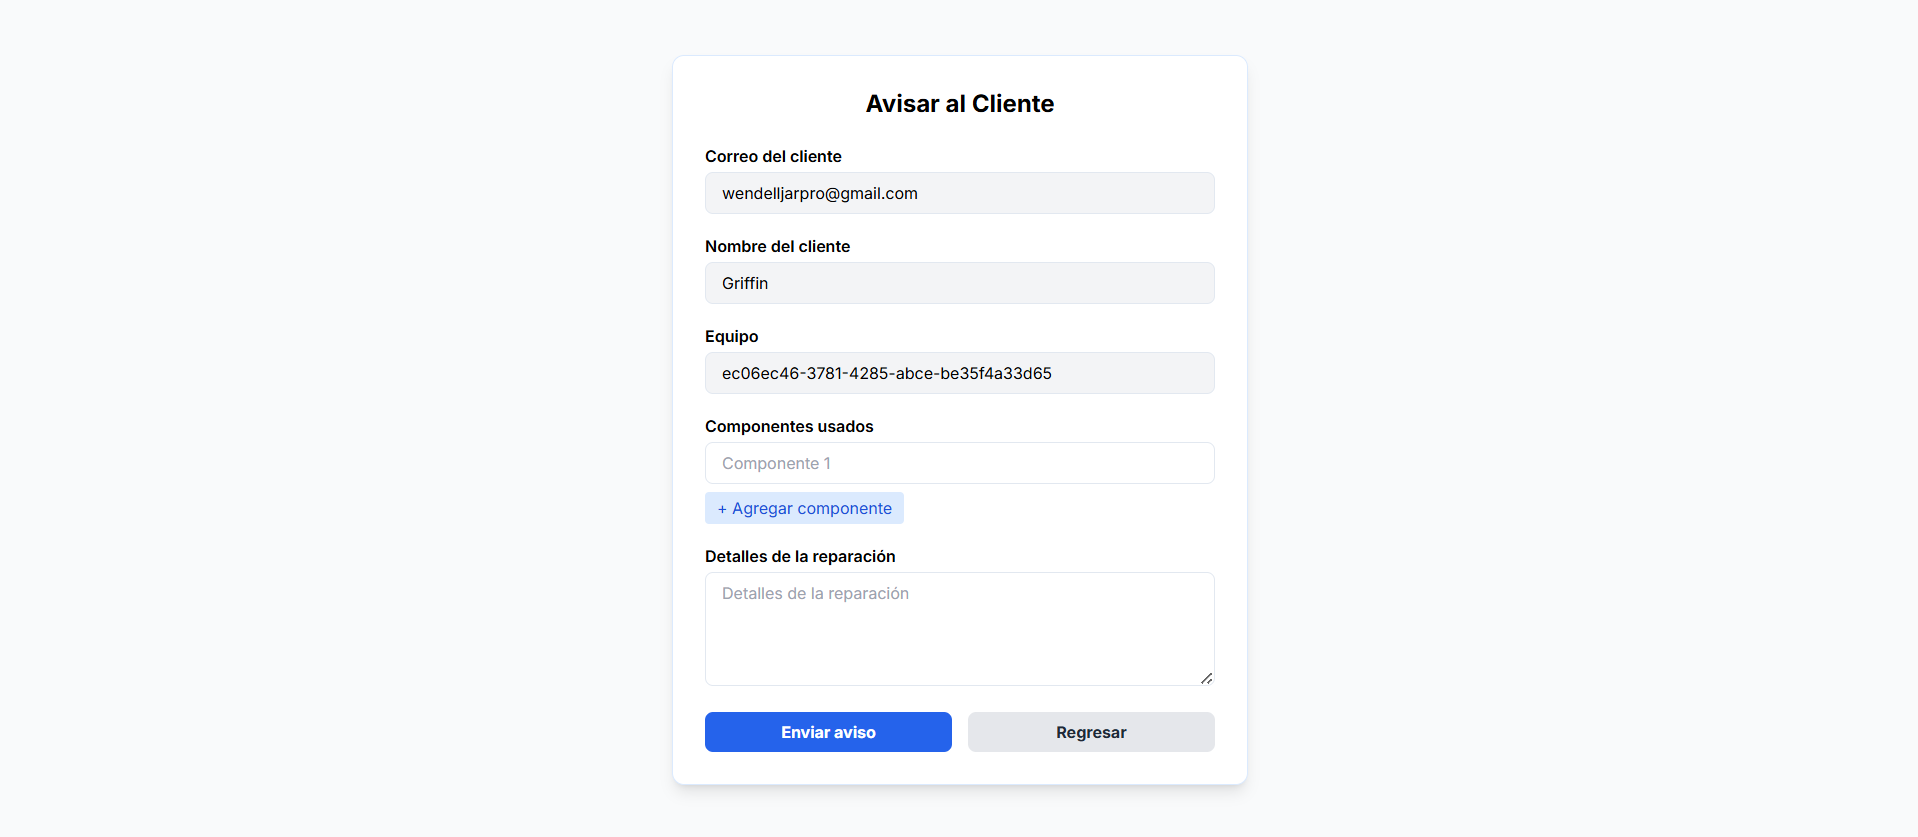 Avisar al Cliente
Correo del cliente
wendelljarpro@gmail.com
Nombre del cliente
Griffin
Equipo
ec06ec46-3781-4285-abce-be35f4a33d65
Componentes usados
Componente 1
+ Agregar componente
Detalles de la reparación
Detalles de la reparación
Enviar aviso
Regresar